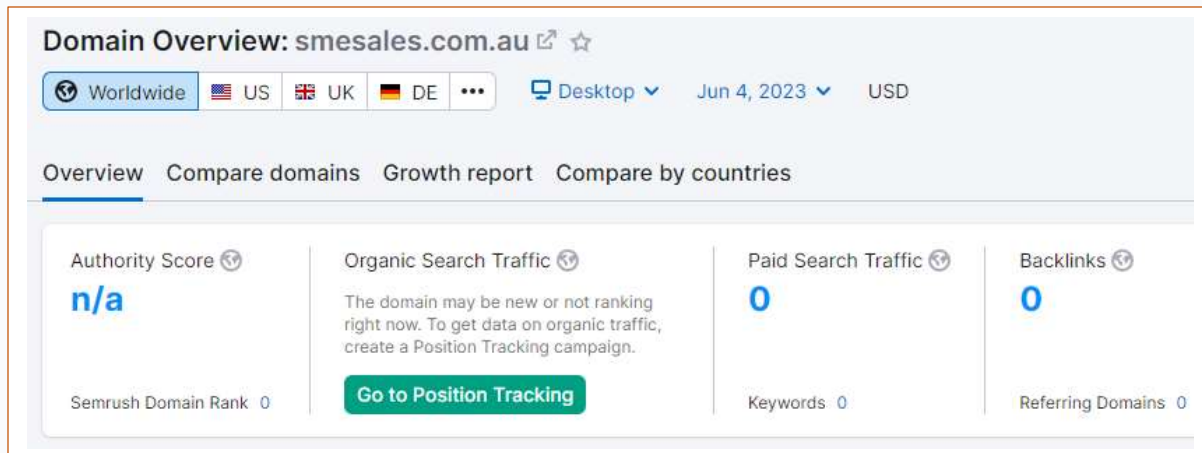 Domain Overview: smesales.com.au
Worldwide US UK DE ••• Desktop Jun 4, 2023 USD
Overview Compare domains Growth report Compare by countries
Authority Score
n/a
Semrush Domain Rank 0
Organic Search Traffic
The domain may be new or not ranking
right now. To get data on organic traffic,
create a Position Tracking campaign.
Go to Position Tracking
Paid Search Traffic
0
Keywords 0
Backlinks
0
Referring Domains 0